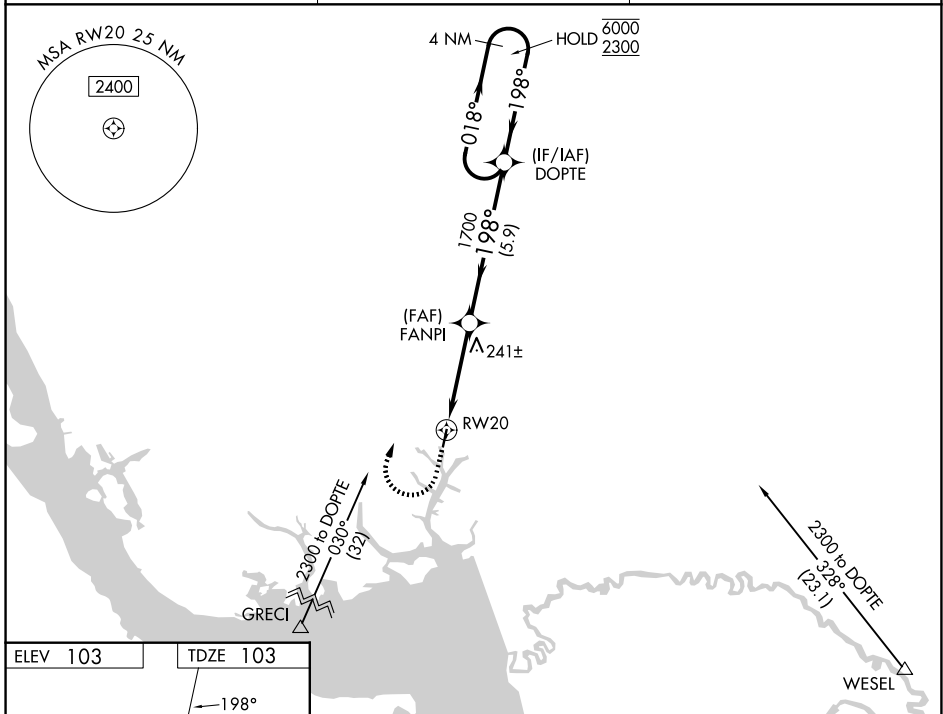 MSA RW20 25 NM
2400
4 NM
HOLD
6000
2300
018°
198°
(IF/IAF)
DOPTE
1700
198°
(5.9)
(FAF)
FANPI
241±
RW20
2300 to DOPTE
030°
(32)
GRECI
2300 to DOPTE
328°
(23.1)
WESEL
ELEV 103
TDZE 103
198°